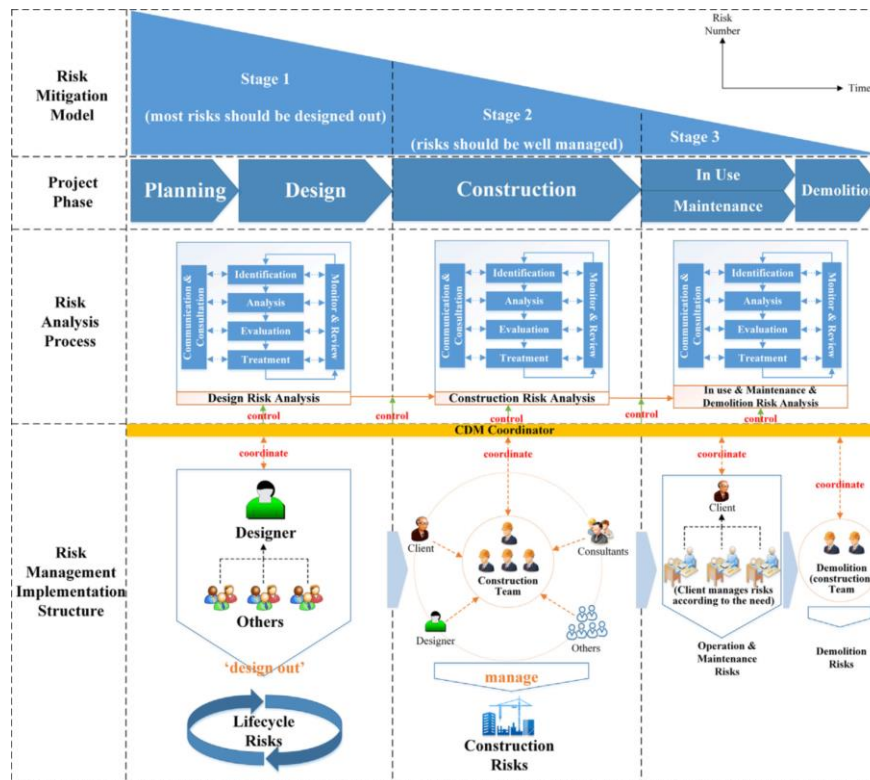 Risk
Mitigation
Model
Stage 1
(most risks should be designed out)
Stage 2
(risks should be well managed)
Stage 3
Risk
Number
Time
Project
Phase
Planning
Design
Construction
In Use
Maintenance
Demolition
Risk
Analysis
Process
Communication &
Consultation
Identification
Analysis
Evaluation
Treatment
Monitor & Review
Design Risk Analysis
Communication &
Consultation
Identification
Analysis
Evaluation
Treatment
Monitor & Review
Construction Risk Analysis
Communication &
Consultation
Identification
Analysis
Evaluation
Treatment
Monitor & Review
In use & Maintenance &
Demolition Risk Analysis
control
control
control
control
control
CDM Coordinator
Risk
Management
Implementation
Structure
coordinate
Designer
Others
‘design out’
Lifecycle
Risks
coordinate
Client
Consultants
Construction
Team
Designer
Others
manage
Construction
Risks
coordinate
Client
(Client manages risks
according to the need)
Operation &
Maintenance
Risks
coordinate
Demolition
(construction)
Team
Demolition
Risks